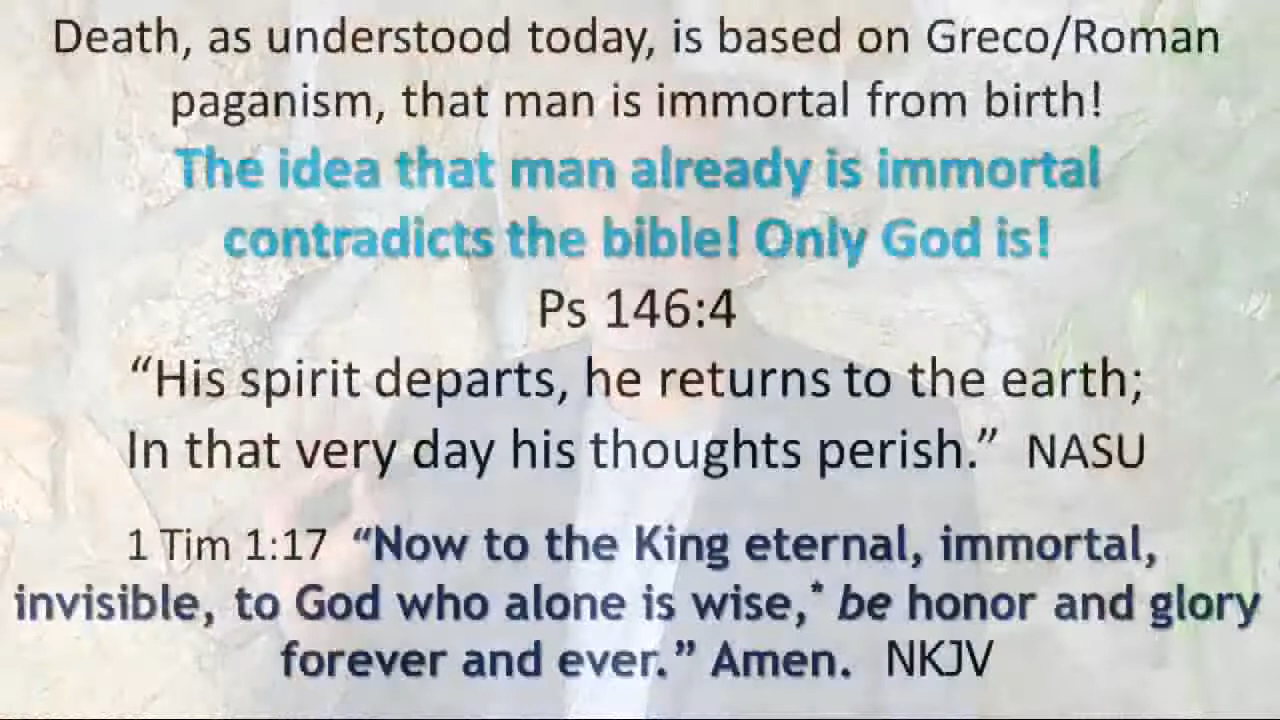 Death, as understood today, is based on Greco/Roman
paganism, that man is immortal from birth!
The idea that man already is immortal
contradicts the bible! Only God is!
Ps 146:4
“His spirit departs, he returns to the earth;
In that very day his thoughts perish.” NASU
1 Tim 1:17 “Now to the King eternal, immortal,
invisible, to God who alone is wise,* be honor and glory
forever and ever.” Amen. NKJV